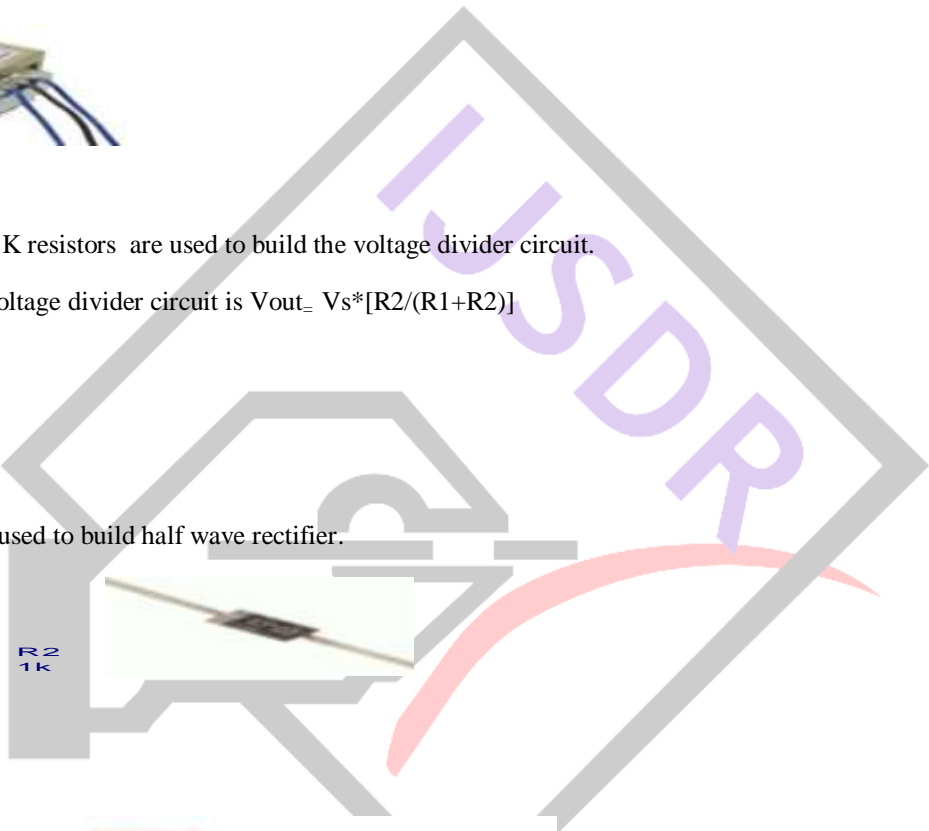 K resistors are used to build the voltage divider circuit.
oltage divider circuit is Vout= Vs*[R2/(R1+R2)]
used to build half wave rectifier.
R2
1k
IJSDR